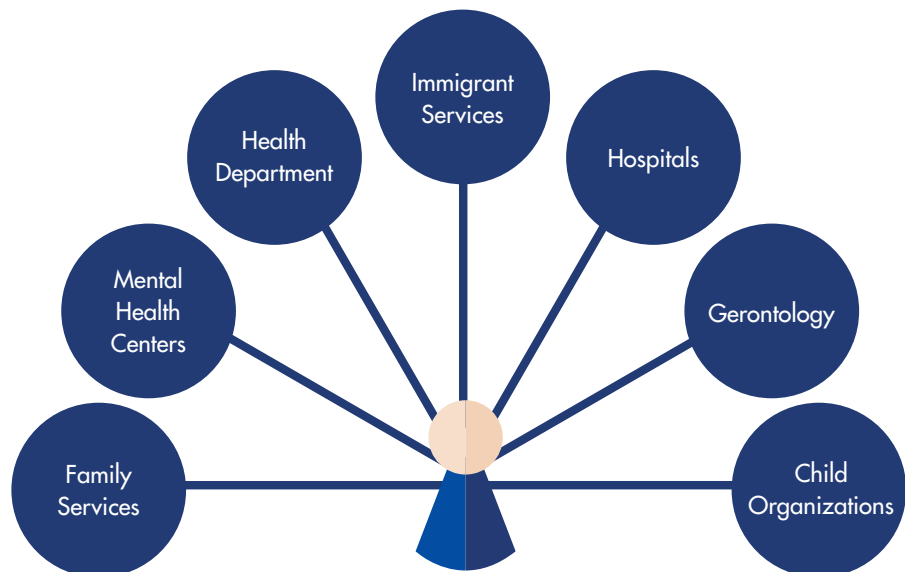 Immigrant
Services
Health
Department
Hospitals
Mental
Health
Centers
Gerontology
Family
Services
Child
Organizations